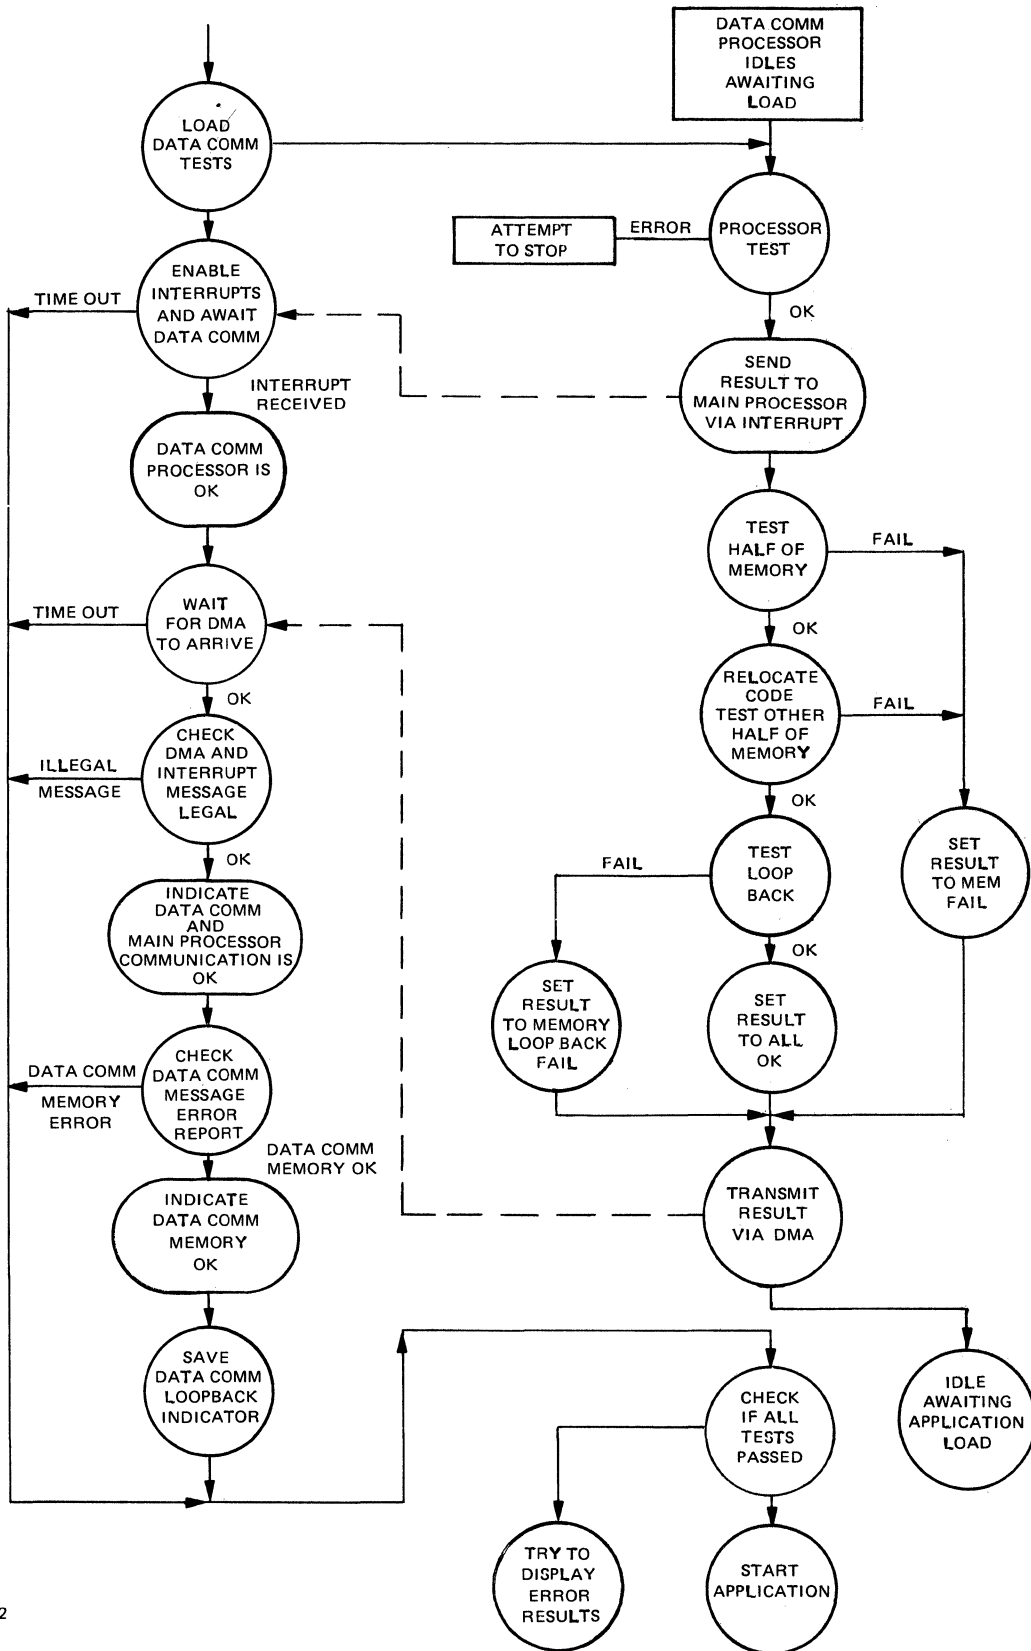 DATA COMM
PROCESSOR
IDLES
AWAITING
LOAD
LOAD
DATA COMM
TESTS
ATTEMPT
TO STOP
ERROR
PROCESSOR
TEST
ENABLE
INTERRUPTS
AND AWAIT
DATA COMM
TIME OUT
OK
INTERRUPT
RECEIVED
SEND
RESULT TO
MAIN PROCESSOR
VIA INTERRUPT
DATA COMM
PROCESSOR IS
OK
TEST
HALF OF
MEMORY
FAIL
OK
TIME OUT
WAIT
FOR DMA
TO ARRIVE
OK
RELOCATE
CODE
TEST OTHER
HALF OF
MEMORY
FAIL
OK
ILLEGAL
MESSAGE
CHECK
DMA AND
INTERRUPT
MESSAGE
LEGAL
OK
FAIL
TEST
LOOP
BACK
OK
SET
RESULT
TO MEM
FAIL
INDICATE
DATA COMM
AND
MAIN PROCESSOR
COMMUNICATION IS
OK
SET
RESULT
TO MEMORY
LOOP BACK
FAIL
SET
RESULT
TO ALL
OK
DATA COMM
MEMORY
ERROR
CHECK
DATA COMM
MESSAGE
ERROR
REPORT
DATA COMM
MEMORY OK
INDICATE
DATA COMM
MEMORY
OK
TRANSMIT
RESULT
VIA DMA
SAVE
DATA COMM
LOOPBACK
INDICATOR
CHECK
IF ALL
TESTS
PASSED
IDLE
AWAITING
APPLICATION
LOAD
TRY TO
DISPLAY
ERROR
RESULTS
START
APPLICATION
2